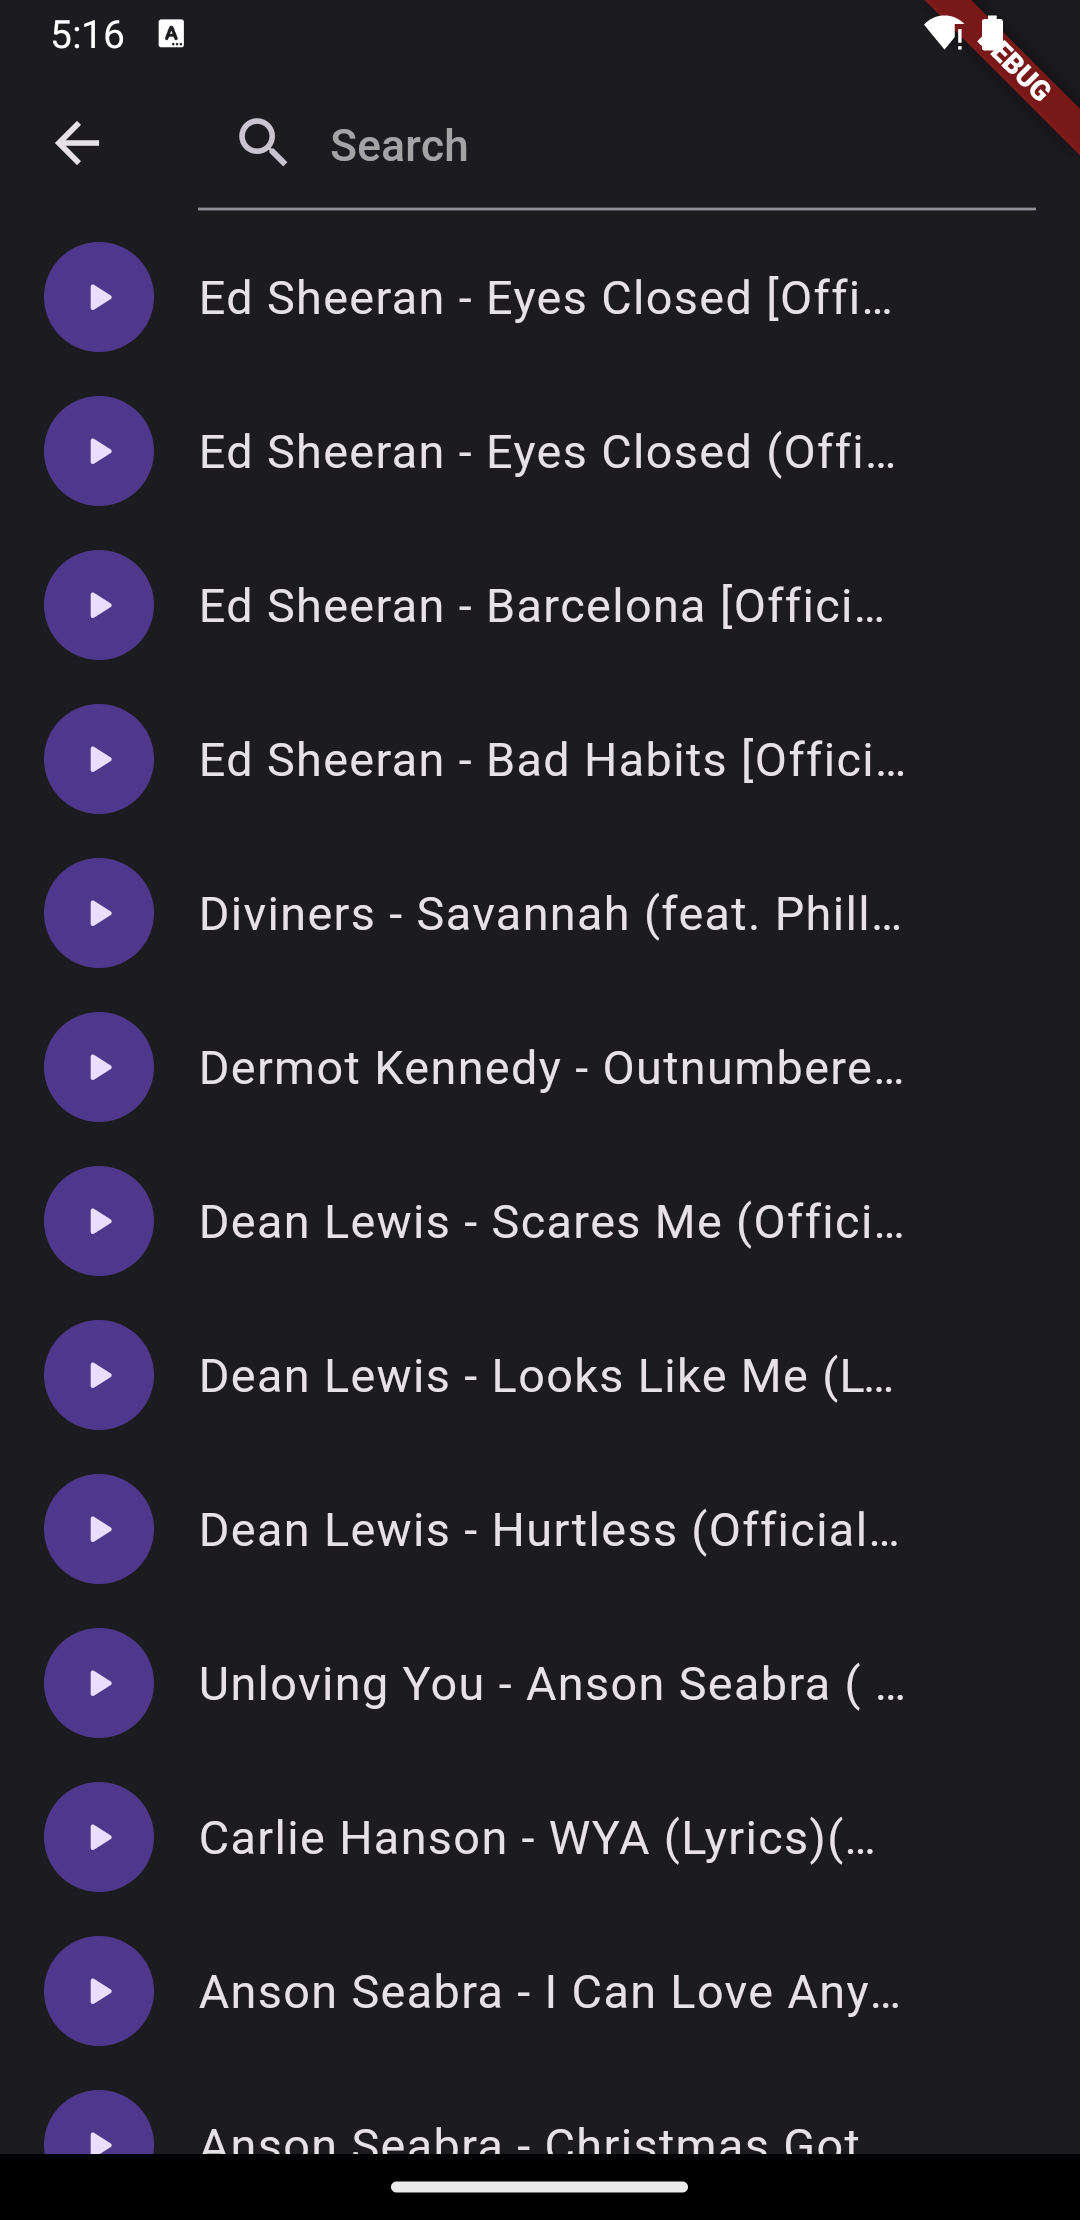 5:16
DEBUG
Search
Ed Sheeran - Eyes Closed [Offi...
Ed Sheeran - Eyes Closed (Offi...
Ed Sheeran - Barcelona [Offici...
Ed Sheeran - Bad Habits [Offici...
Diviners - Savannah (feat. Phill...
Dermot Kennedy - Outnumbere...
Dean Lewis - Scares Me (Offici...
Dean Lewis - Looks Like Me (L...
Dean Lewis - Hurtless (Official...
Unloving You - Anson Seabra ( ...
Carlie Hanson - WYA (Lyrics)(...
Anson Seabra - I Can Love Any...
Anson Seabra - Christmas Got